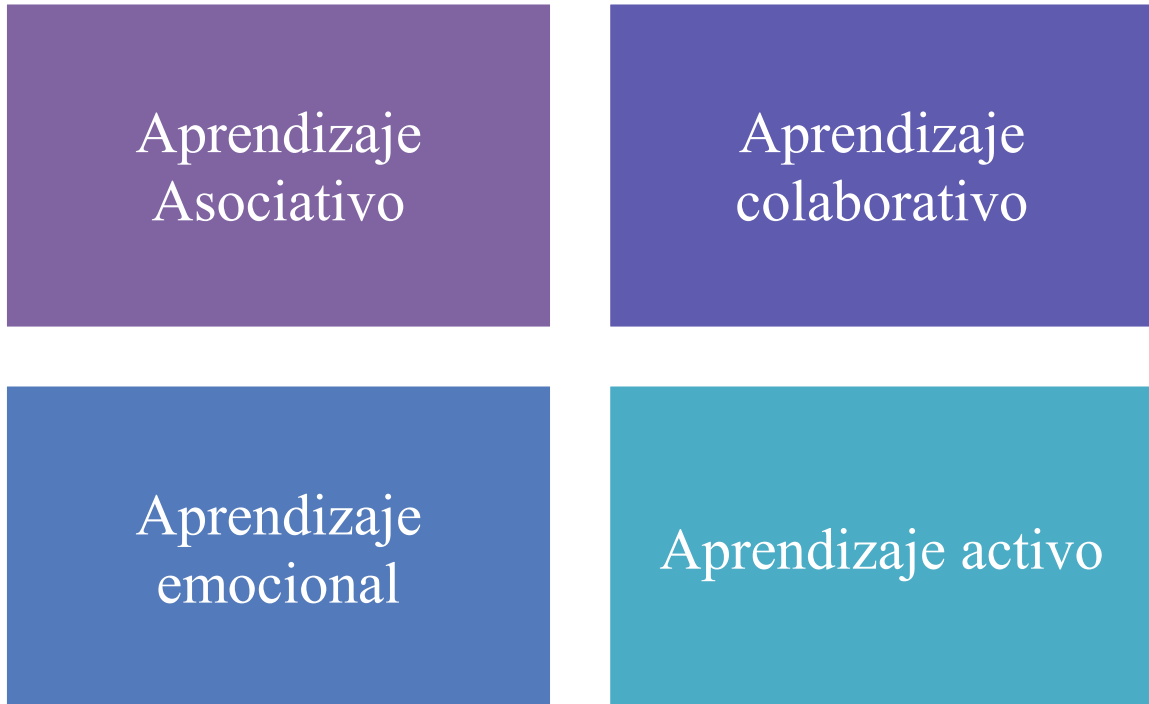 Aprendizaje
Asociativo
Aprendizaje
colaborativo
Aprendizaje
emocional
Aprendizaje activo